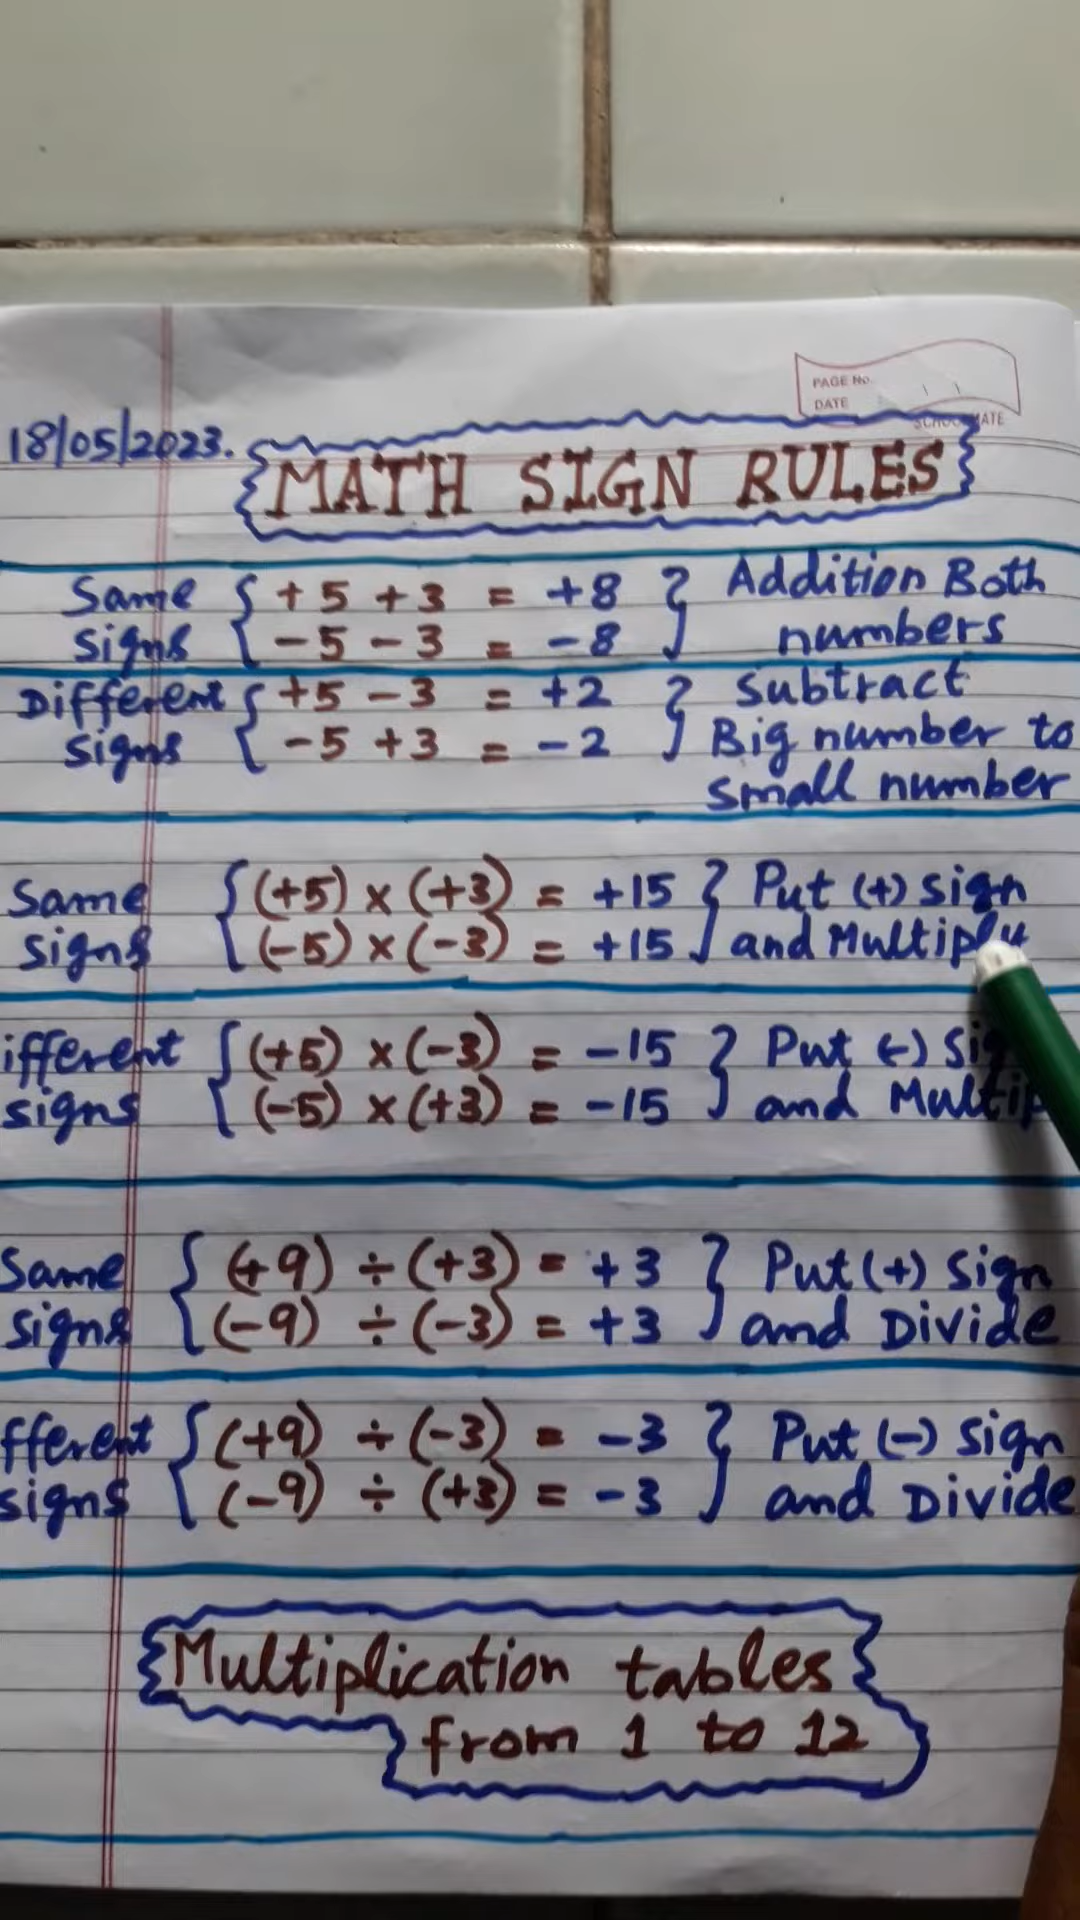 PAGE No.
DATE
18/05/2023.
MATH SIGN RULES
Same signs { +5 +3 = +8
-5 -3 = -8 } Addition Both numbers
Different signs { +5 -3 = +2
-5 +3 = -2 } Subtract Big number to small number
Same signs { (+5) × (+3) = +15
(-5) × (-3) = +15 } Put (+) sign and Multiply
ifferent signs { (+5) × (-3) = -15
(-5) × (+3) = -15 } Put (-) Sig and Multip
Same signs { (+9) ÷ (+3) = +3
(-9) ÷ (-3) = +3 } Put (+) Sign and Divide
fferent signs { (+9) ÷ (-3) = -3
(-9) ÷ (+3) = -3 } Put (-) Sign and Divide
Multiplication tables
from 1 to 12